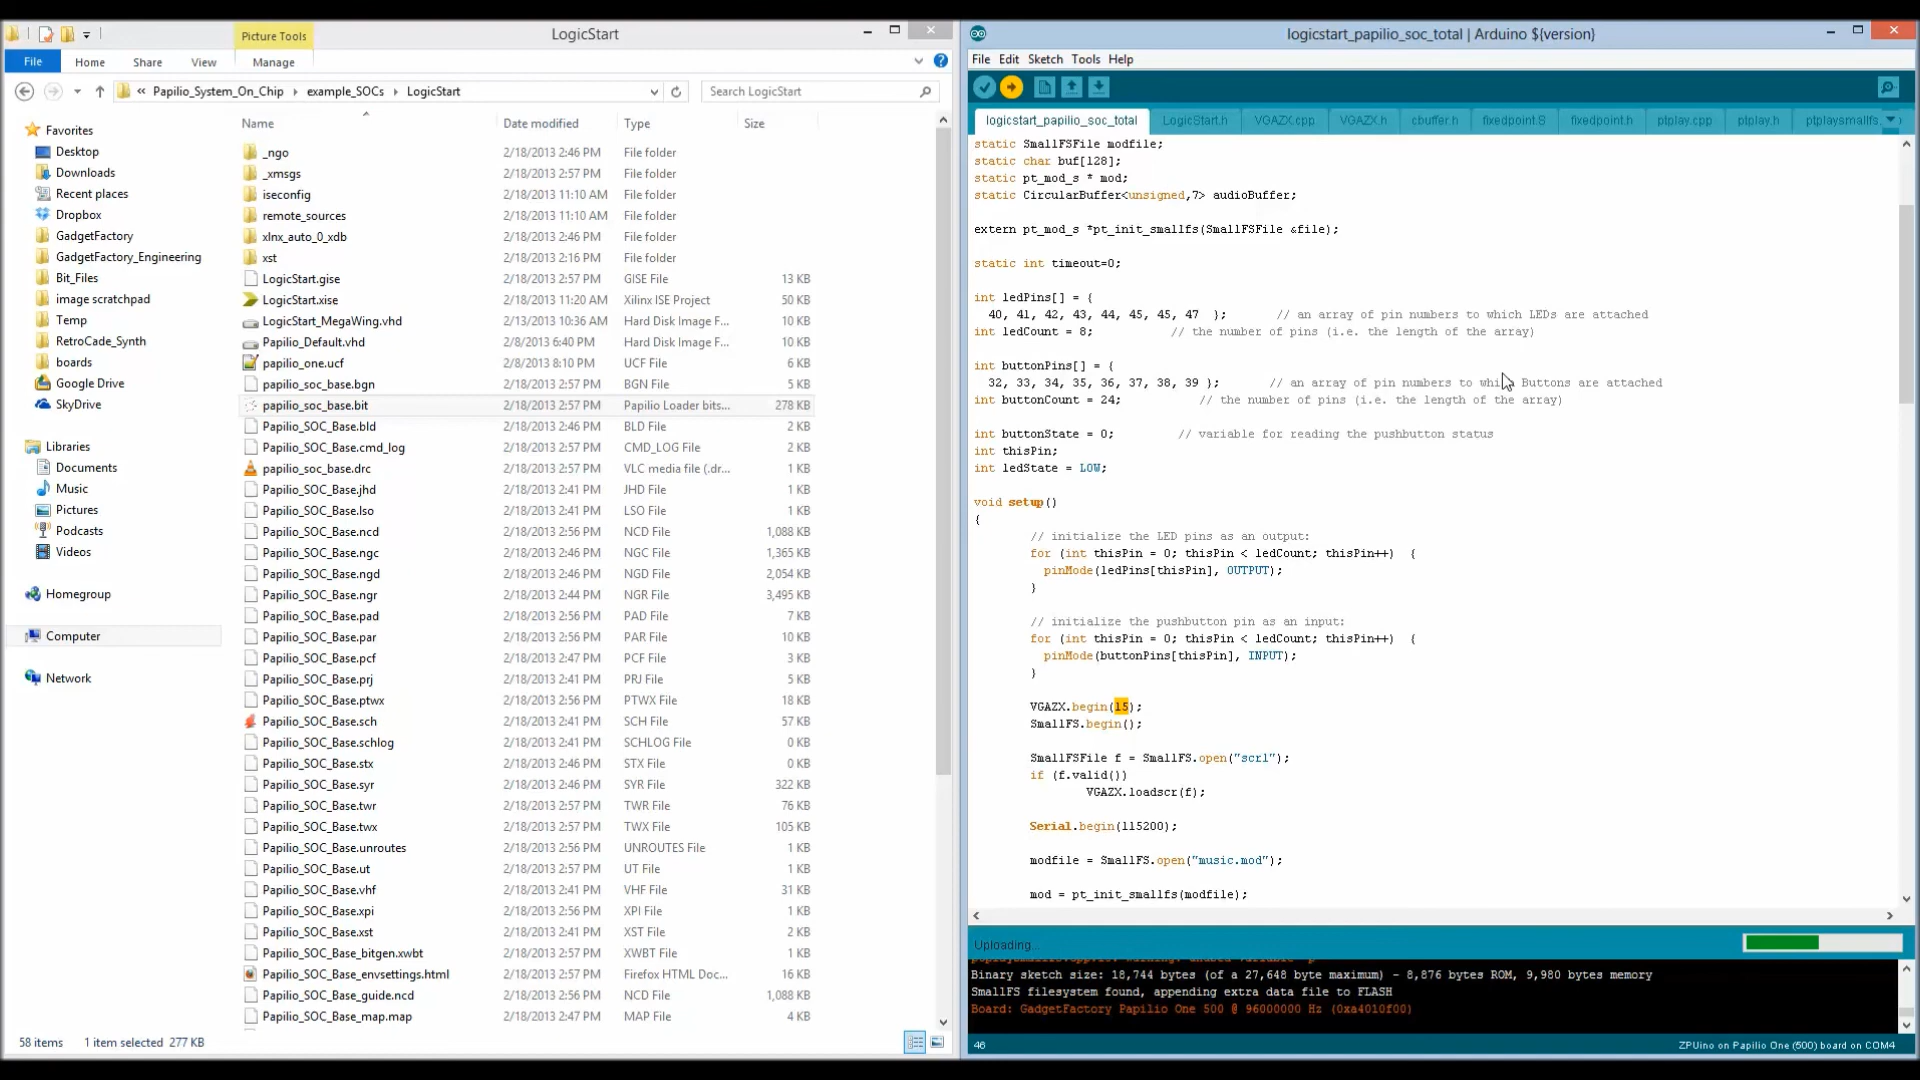 Picture Tools
LogicStart
File
Home
Share
View
Manage
« Papilio_System_On_Chip › example_SOCs › LogicStart
Search LogicStart
Favorites
Desktop
Downloads
Recent places
Dropbox
GadgetFactory
GadgetFactory_Engineering
Bit_Files
image scratchpad
Temp
RetroCade_Synth
boards
Google Drive
SkyDrive
Libraries
Documents
Music
Pictures
Podcasts
Videos
Homegroup
Computer
Network
Name Date modified Type Size
_ngo 2/18/2013 2:46 PM File folder
_xmsgs 2/18/2013 2:57 PM File folder
iseconfig 2/18/2013 11:10 AM File folder
remote_sources 2/18/2013 11:10 AM File folder
xlnx_auto_0_xdb 2/18/2013 2:46 PM File folder
xst 2/18/2013 2:16 PM File folder
LogicStart.gise 2/18/2013 2:57 PM GISE File 13 KB
LogicStart.xise 2/18/2013 11:20 AM Xilinx ISE Project 50 KB
LogicStart_MegaWing.vhd 2/13/2013 10:36 AM Hard Disk Image F... 10 KB
Papilio_Default.vhd 2/8/2013 6:40 PM Hard Disk Image F... 10 KB
papilio_one.ucf 2/8/2013 8:10 PM UCF File 6 KB
papilio_soc_base.bgn 2/18/2013 2:57 PM BGN File 5 KB
papilio_soc_base.bit 2/18/2013 2:57 PM Papilio Loader bits... 278 KB
Papilio_SOC_Base.bld 2/18/2013 2:46 PM BLD File 2 KB
Papilio_SOC_Base.cmd_log 2/18/2013 2:57 PM CMD_LOG File 2 KB
papilio_soc_base.drc 2/18/2013 2:57 PM VLC media file (.dr... 1 KB
Papilio_SOC_Base.jhd 2/18/2013 2:41 PM JHD File 1 KB
Papilio_SOC_Base.lso 2/18/2013 2:41 PM LSO File 1 KB
Papilio_SOC_Base.ncd 2/18/2013 2:56 PM NCD File 1,088 KB
Papilio_SOC_Base.ngc 2/18/2013 2:46 PM NGC File 1,365 KB
Papilio_SOC_Base.ngd 2/18/2013 2:46 PM NGD File 2,054 KB
Papilio_SOC_Base.ngr 2/18/2013 2:44 PM NGR File 3,495 KB
Papilio_SOC_Base.pad 2/18/2013 2:56 PM PAD File 7 KB
Papilio_SOC_Base.par 2/18/2013 2:56 PM PAR File 10 KB
Papilio_SOC_Base.pcf 2/18/2013 2:47 PM PCF File 3 KB
Papilio_SOC_Base.prj 2/18/2013 2:41 PM PRJ File 5 KB
Papilio_SOC_Base.ptwx 2/18/2013 2:56 PM PTWX File 18 KB
Papilio_SOC_Base.sch 2/18/2013 2:41 PM SCH File 57 KB
Papilio_SOC_Base.schlog 2/18/2013 2:41 PM SCHLOG File 0 KB
Papilio_SOC_Base.stx 2/18/2013 2:46 PM STX File 0 KB
Papilio_SOC_Base.syr 2/18/2013 2:46 PM SYR File 322 KB
Papilio_SOC_Base.twr 2/18/2013 2:57 PM TWR File 76 KB
Papilio_SOC_Base.twx 2/18/2013 2:57 PM TWX File 105 KB
Papilio_SOC_Base.unroutes 2/18/2013 2:56 PM UNROUTES File 1 KB
Papilio_SOC_Base.ut 2/18/2013 2:57 PM UT File 1 KB
Papilio_SOC_Base.vhf 2/18/2013 2:41 PM VHF File 31 KB
Papilio_SOC_Base.xpi 2/18/2013 2:56 PM XPI File 1 KB
Papilio_SOC_Base.xst 2/18/2013 2:41 PM XST File 2 KB
Papilio_SOC_Base_bitgen.xwbt 2/18/2013 2:57 PM XWBT File 1 KB
Papilio_SOC_Base_envsettings.html 2/18/2013 2:57 PM Firefox HTML Doc... 16 KB
Papilio_SOC_Base_guide.ncd 2/18/2013 2:56 PM NCD File 1,088 KB
Papilio_SOC_Base_map.map 2/18/2013 2:47 PM MAP File 4 KB
58 items 1 item selected 277 KB
logicstart_papilio_soc_total | Arduino ${version}
File Edit Sketch Tools Help
logicstart_papilio_soc_total LogicStart.h VGAZX.cpp VGAZX.h cbuffer.h fixedpoint.S fixedpoint.h ptplay.cpp ptplay.h ptplaysmallfs.
static SmallFSFile modfile;
static char buf[128];
static pt_mod_s * mod;
static CircularBuffer<unsigned,7> audioBuffer;
extern pt_mod_s *pt_init_smallfs(SmallFSFile &file);
static int timeout=0;
int ledPins[] = {
40, 41, 42, 43, 44, 45, 45, 47 }; // an array of pin numbers to which LEDs are attached
int ledCount = 8; // the number of pins (i.e. the length of the array)
int buttonPins[] = {
32, 33, 34, 35, 36, 37, 38, 39 }; // an array of pin numbers to which Buttons are attached
int buttonCount = 24; // the number of pins (i.e. the length of the array)
int buttonState = 0; // variable for reading the pushbutton status
int thisPin;
int ledState = LOW;
void setup()
{
// initialize the LED pins as an output:
for (int thisPin = 0; thisPin < ledCount; thisPin++) {
pinMode(ledPins[thisPin], OUTPUT);
}
// initialize the pushbutton pin as an input:
for (int thisPin = 0; thisPin < ledCount; thisPin++) {
pinMode(buttonPins[thisPin], INPUT);
}
VGAZX.begin(15);
SmallFS.begin();
SmallFSFile f = SmallFS.open("scr1");
if (f.valid())
VGAZX.loadscr(f);
Serial.begin(115200);
modfile = SmallFS.open("music.mod");
mod = pt_init_smallfs(modfile);
Uploading...
Binary sketch size: 18,744 bytes (of a 27,648 byte maximum) - 8,876 bytes ROM, 9,980 bytes memory
SmallFS filesystem found, appending extra data file to FLASH
Board: GadgetFactory Papilio One 500 @ 96000000 Hz (0xa4010f00)
46
ZPUino on Papilio One (500) board on COM4